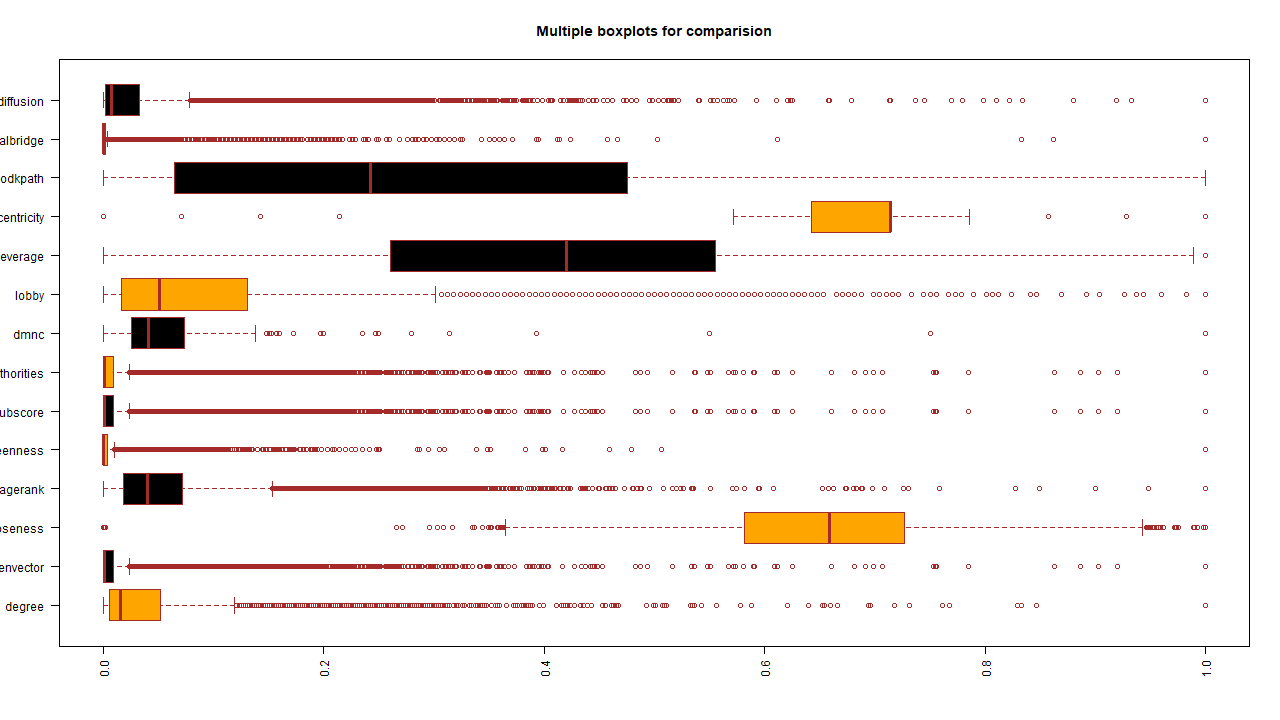 Multiple boxplots for comparision
diffusion
albridge
odkpath
centricity
everage
lobby
dmnc
thorities
ubscore
eenness
agerank
oseness
envector
degree
0.0 0.2 0.4 0.6 0.8 1.0